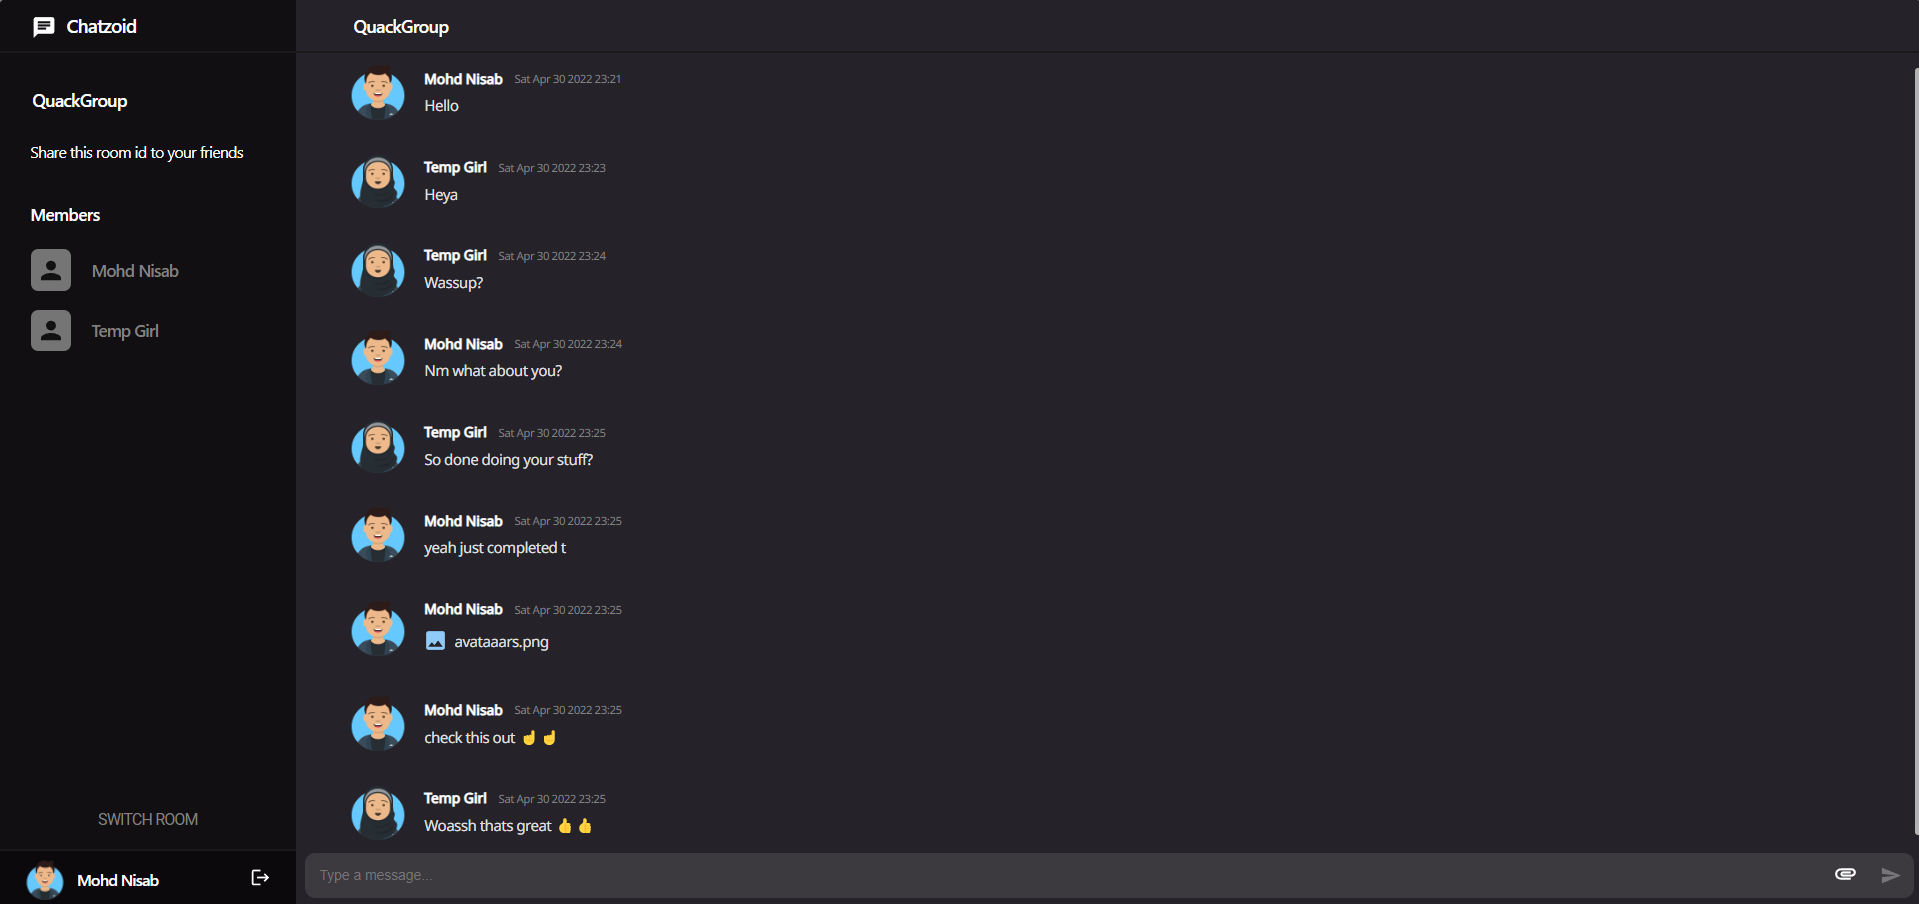 Chatzoid
QuackGroup
Share this room id to your friends
Members
Mohd Nisab
Temp Girl
SWITCH ROOM
Mohd Nisab
QuackGroup
Mohd Nisab Sat Apr 30 2022 23:21
Hello
Temp Girl Sat Apr 30 2022 23:23
Heya
Temp Girl Sat Apr 30 2022 23:24
Wassup?
Mohd Nisab Sat Apr 30 2022 23:24
Nm what about you?
Temp Girl Sat Apr 30 2022 23:25
So done doing your stuff?
Mohd Nisab Sat Apr 30 2022 23:25
yeah just completed t
Mohd Nisab Sat Apr 30 2022 23:25
avataaars.png
Mohd Nisab Sat Apr 30 2022 23:25
check this out ☝️ ☝️
Temp Girl Sat Apr 30 2022 23:25
Woassh thats great 👍 👍
Type a message...